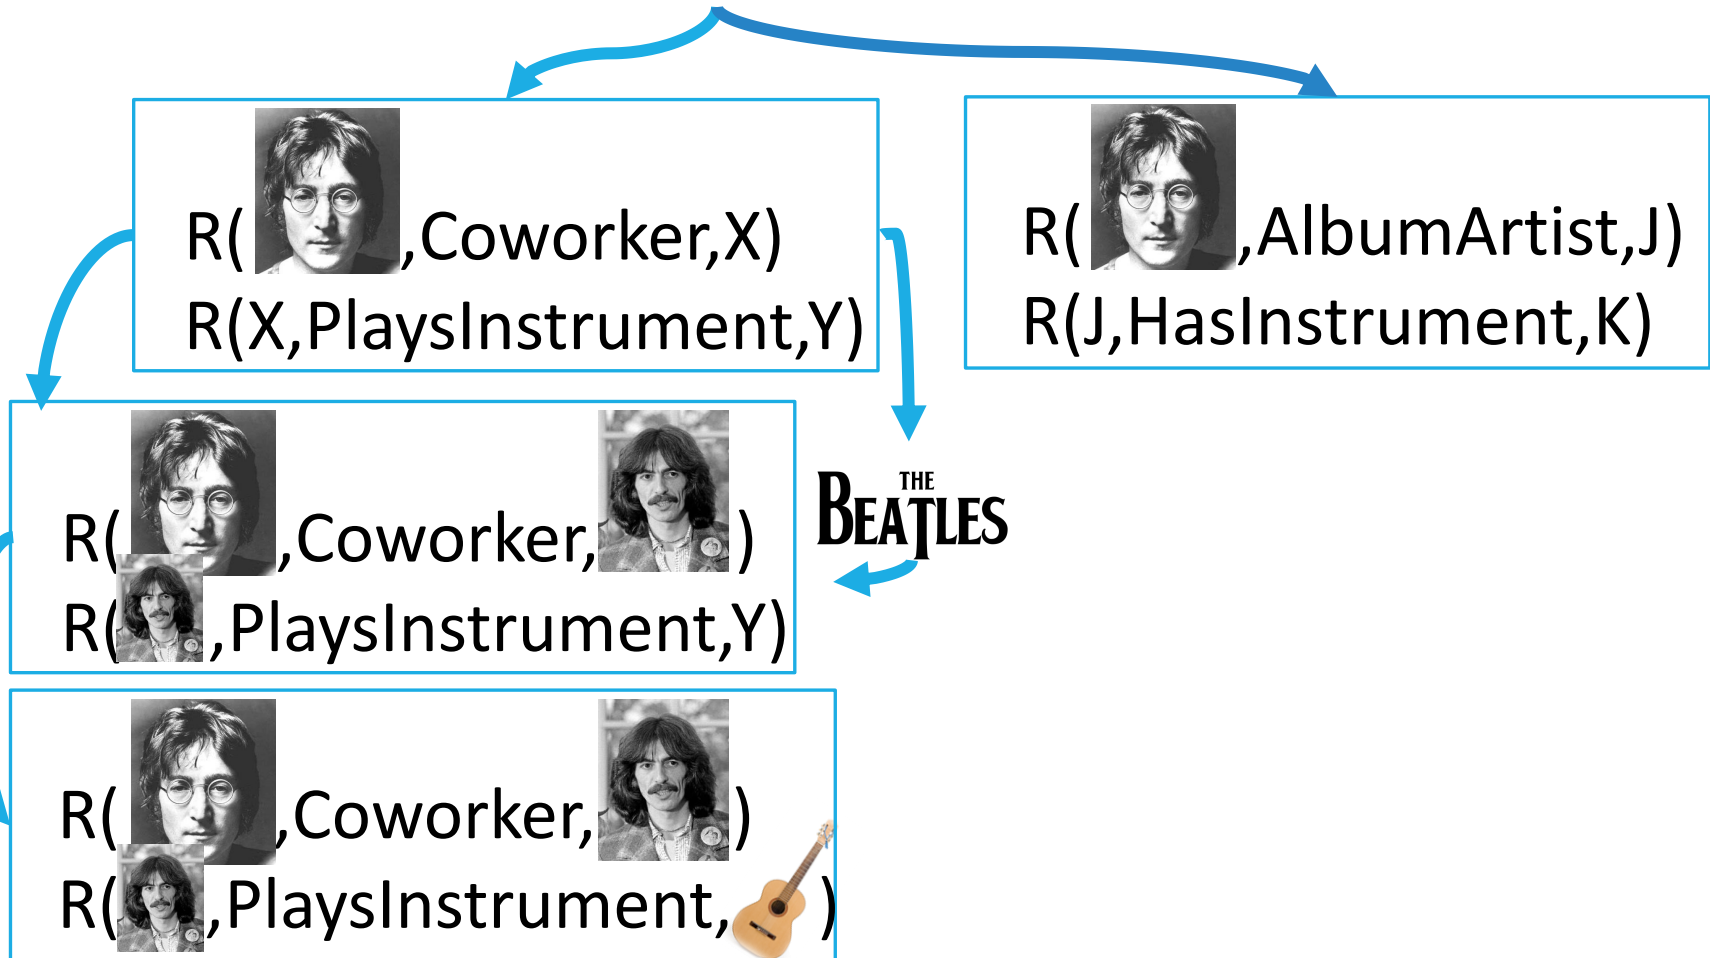 R( ,Coworker,X)
R(X,PlaysInstrument,Y)
R( ,AlbumArtist,J)
R(J,HasInstrument,K)
R( ,Coworker, )
R( ,PlaysInstrument,Y)
THE
BEATLES
R( ,Coworker, )
R( ,PlaysInstrument, )